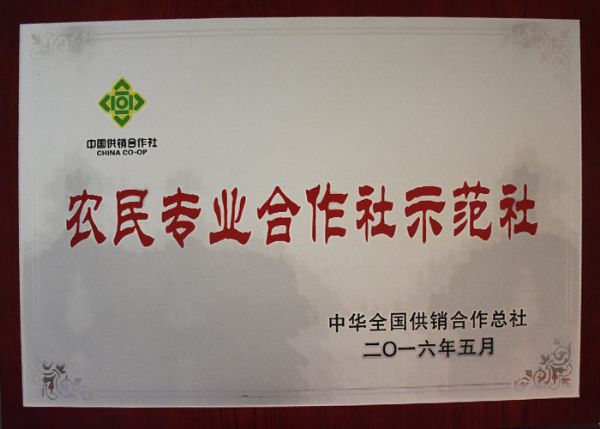 中国供销合作社
CHINA CO-OP
农民专业合作社示范社
中华全国供销合作总社
二〇一六年五月